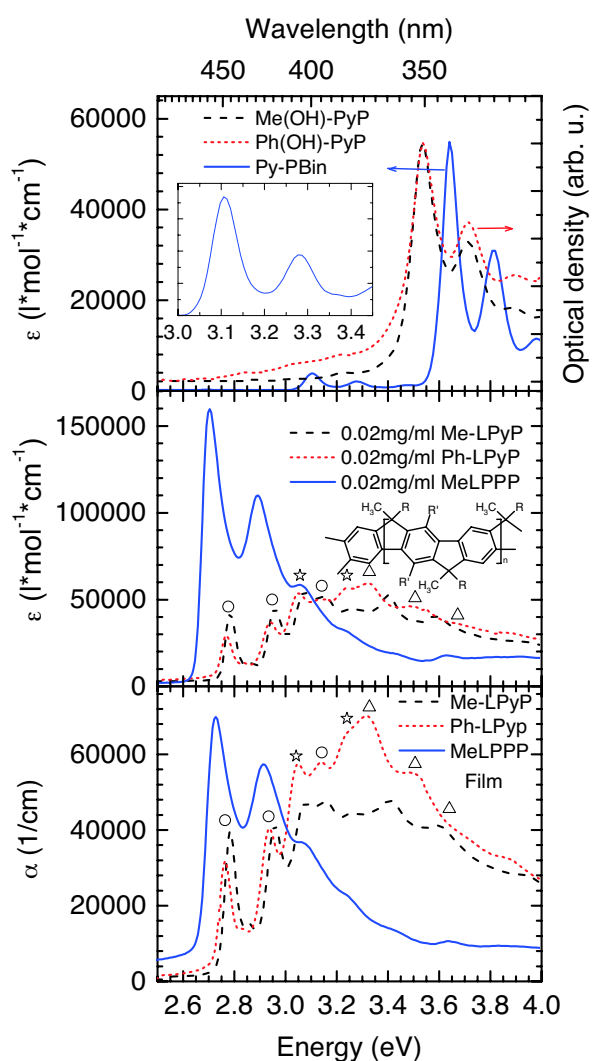 Wavelength (nm)
450 400 350
60000
40000
20000
0
ε (l*mol⁻¹*cm⁻¹)
Me(OH)-PyP
Ph(OH)-PyP
Py-PBin
3.0 3.1 3.2 3.3 3.4
Optical density (arb. u.)
150000
100000
50000
0
ε (l*mol⁻¹*cm⁻¹)
0.02mg/ml Me-LPyP
0.02mg/ml Ph-LPyP
0.02mg/ml MeLPPP
H₃C R R' H₃C R
n
R' H₃C R
60000
40000
20000
0
α (1/cm)
Me-LPyP
Ph-LPyp
MeLPPP
Film
2.6 2.8 3.0 3.2 3.4 3.6 3.8 4.0
Energy (eV)